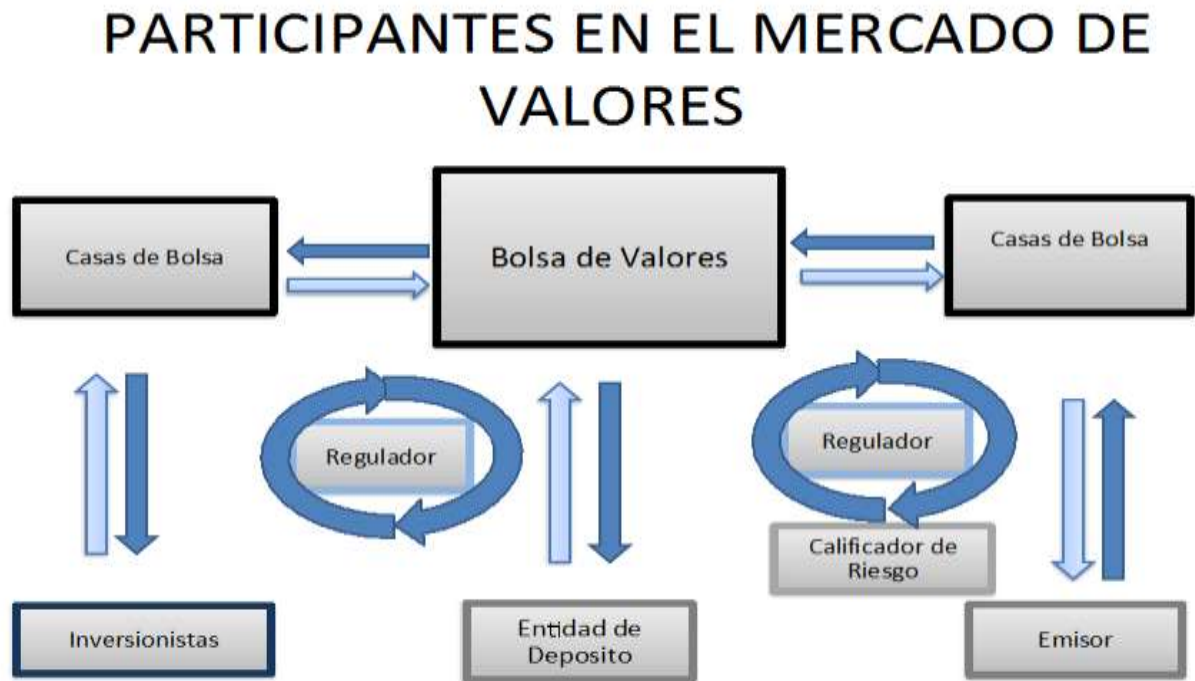 PARTICIPANTES EN EL MERCADO DE
VALORES
Casas de Bolsa
Bolsa de Valores
Casas de Bolsa
Regulador
Regulador
Calificador de
Riesgo
Inversionistas
Entidad de
Deposito
Emisor